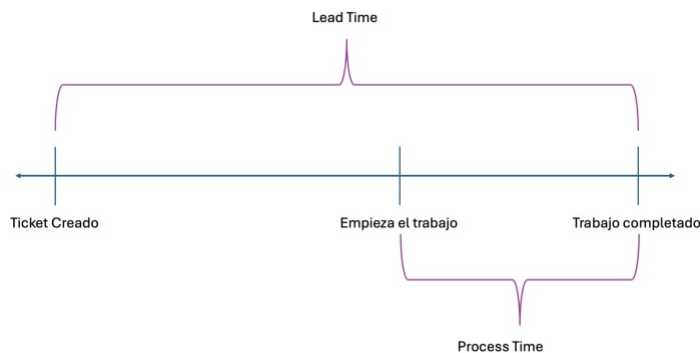 Lead Time
Ticket Creado
Empieza el trabajo
Trabajo completado
Process Time